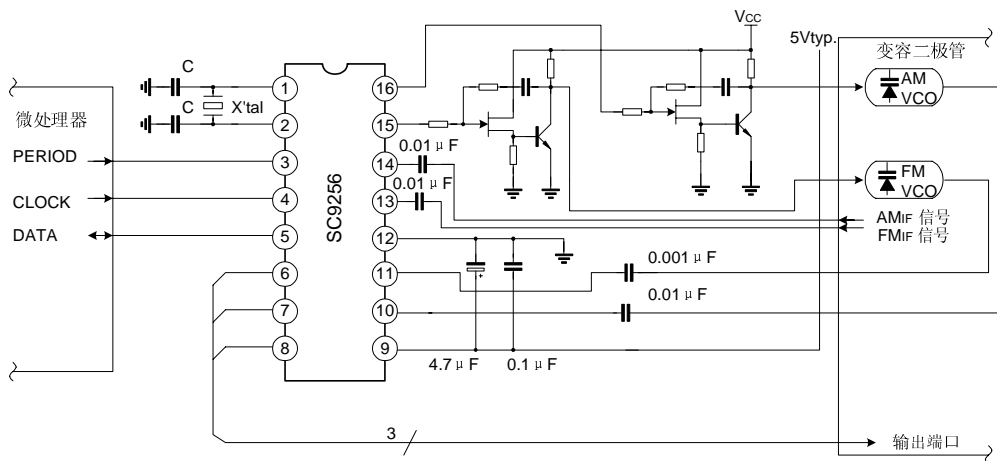 Vcc
5Vtyp.
变容二极管
C
C
X'tal
AM
VCO
微处理器
PERIOD
CLOCK
DATA
SC9256
1
2
3
4
5
6
7
8
16
15
14
13
12
11
10
9
0.01μF
0.01μF
FM
VCO
AMIF 信号
FMIF 信号
+
0.001μF
0.01μF
4.7μF
0.1μF
3
输出端口